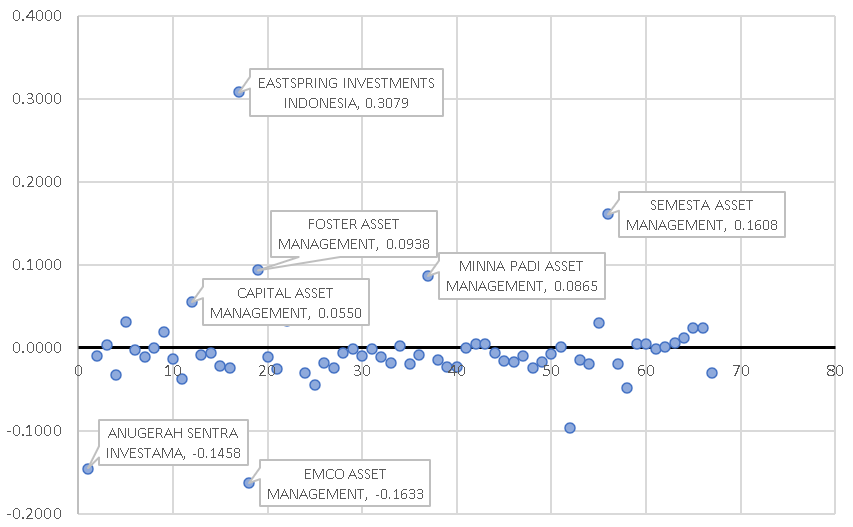 0.4000
0.3000
0.2000
0.1000
0.0000
-0.1000
-0.2000
0
10
20
30
40
50
60
70
80
EASTSPRING INVESTMENTS
INDONESIA, 0.3079
SEMESTA ASSET
MANAGEMENT, 0.1608
FOSTER ASSET
MANAGEMENT, 0.0938
MINNA PADI ASSET
MANAGEMENT, 0.0865
CAPITAL ASSET
MANAGEMENT, 0.0550
ANUGERAH SENTRA
INVESTAMA, -0.1458
EMCO ASSET
MANAGEMENT, -0.1633